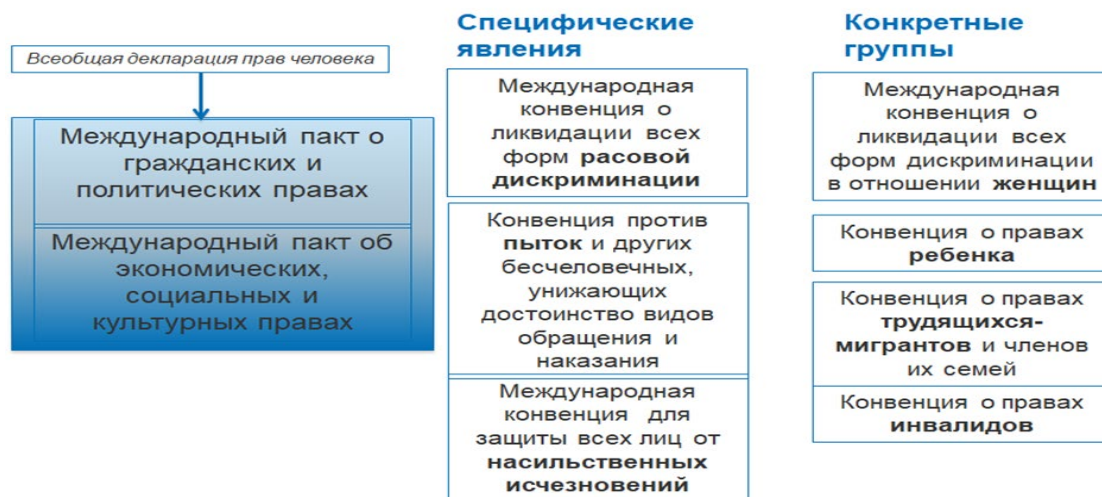 Всеобщая декларация прав человека
Международный пакт о
гражданских и
политических правах
Международный пакт об
экономических,
социальных и
культурных правах
Специфические
явления
Международная
конвенция о
ликвидации всех
форм расовой
дискриминации
Конвенция против
пыток и других
бесчеловечных,
унижающих
достоинство видов
обращения и
наказания
Международная
конвенция для
защиты всех лиц от
насильственных
исчезновений
Конкретные
группы
Международная
конвенция о
ликвидации всех
форм дискриминации
в отношении женщин
Конвенция о правах
ребенка
Конвенция о правах
трудящихся-
мигрантов и членов
их семей
Конвенция о правах
инвалидов